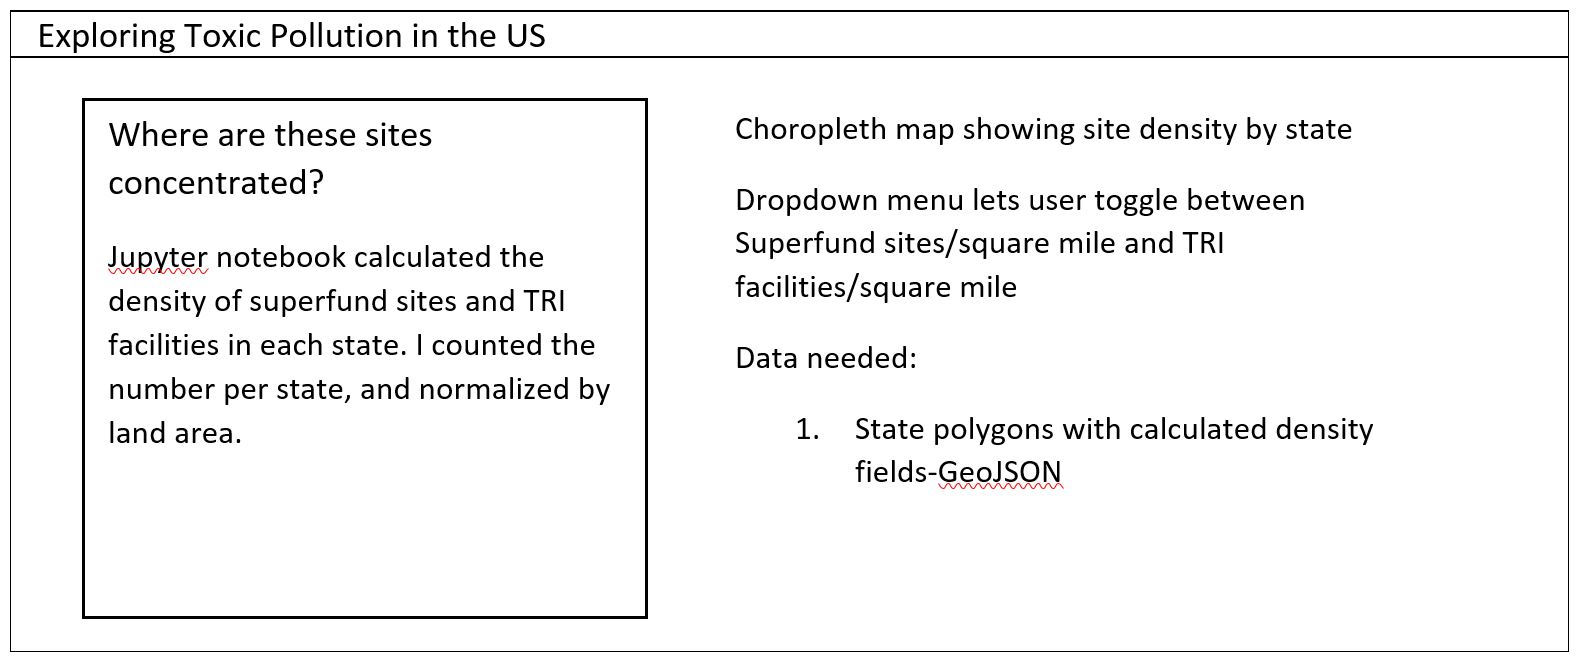 Exploring Toxic Pollution in the US
Where are these sites
concentrated?
Jupyter notebook calculated the
density of superfund sites and TRI
facilities in each state. I counted the
number per state, and normalized by
land area.
Choropleth map showing site density by state
Dropdown menu lets user toggle between
Superfund sites/square mile and TRI
facilities/square mile
Data needed:
1. State polygons with calculated density
fields-GeoJSON